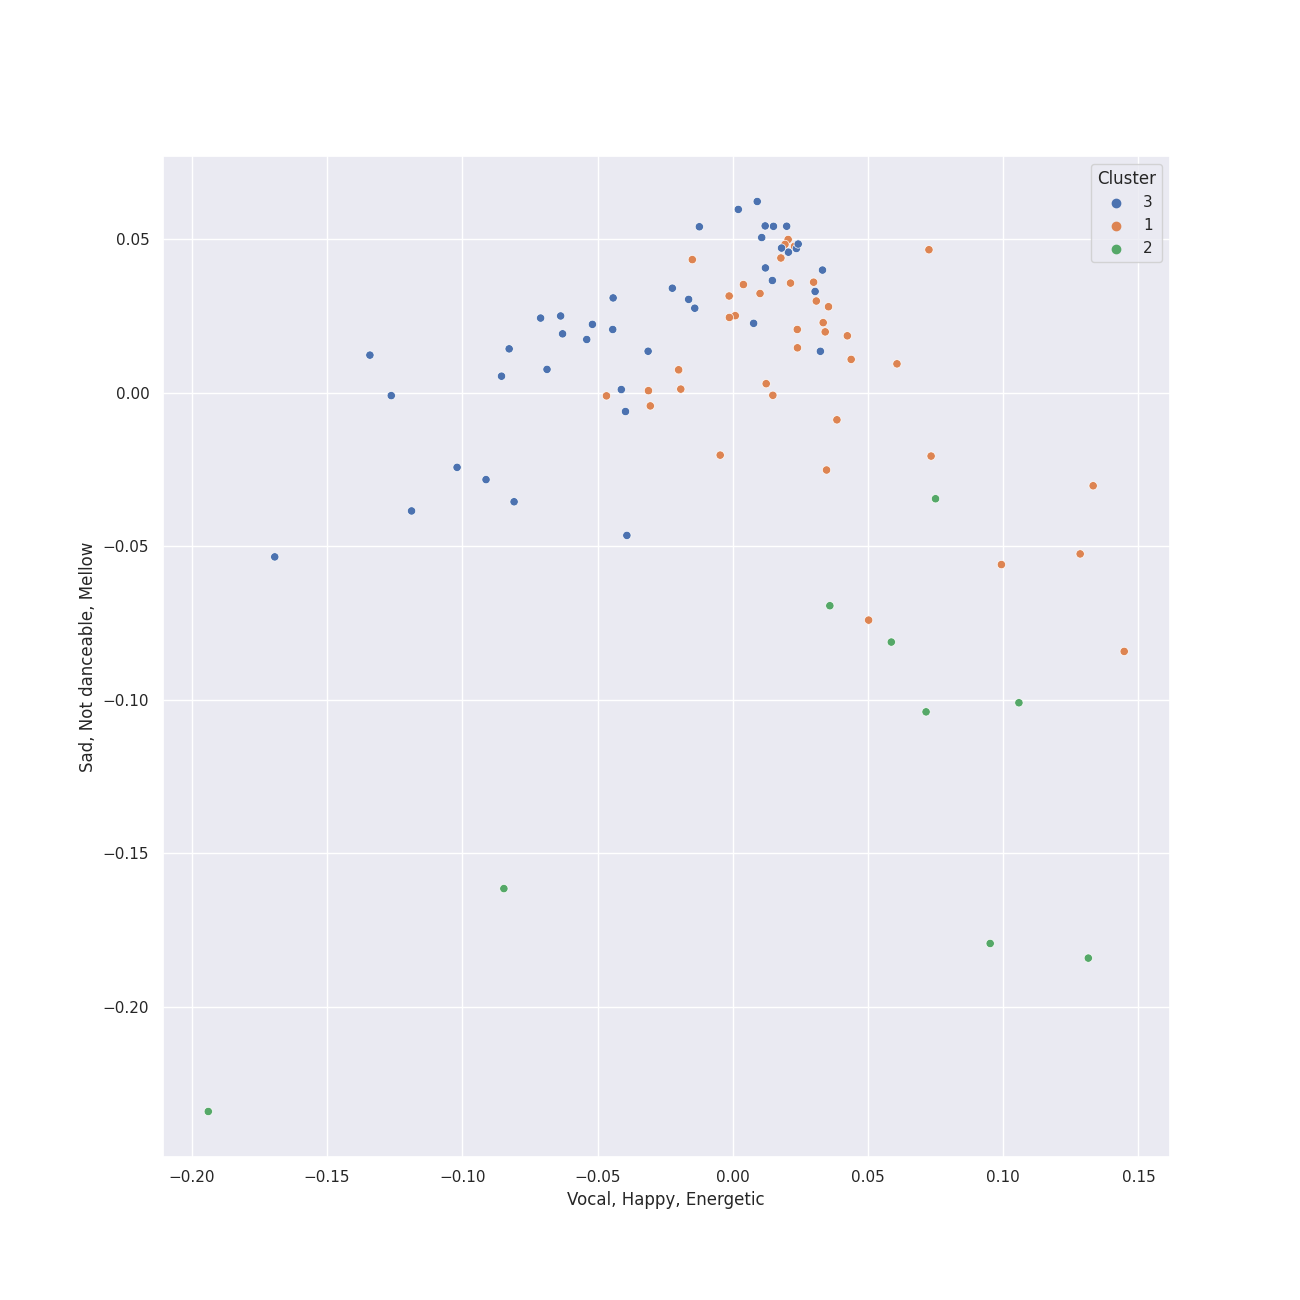 Cluster
3
1
2
0.05
0.00
−0.05
−0.10
−0.15
−0.20
Sad, Not danceable, Mellow
−0.20 −0.15 −0.10 −0.05 0.00 0.05 0.10 0.15
Vocal, Happy, Energetic